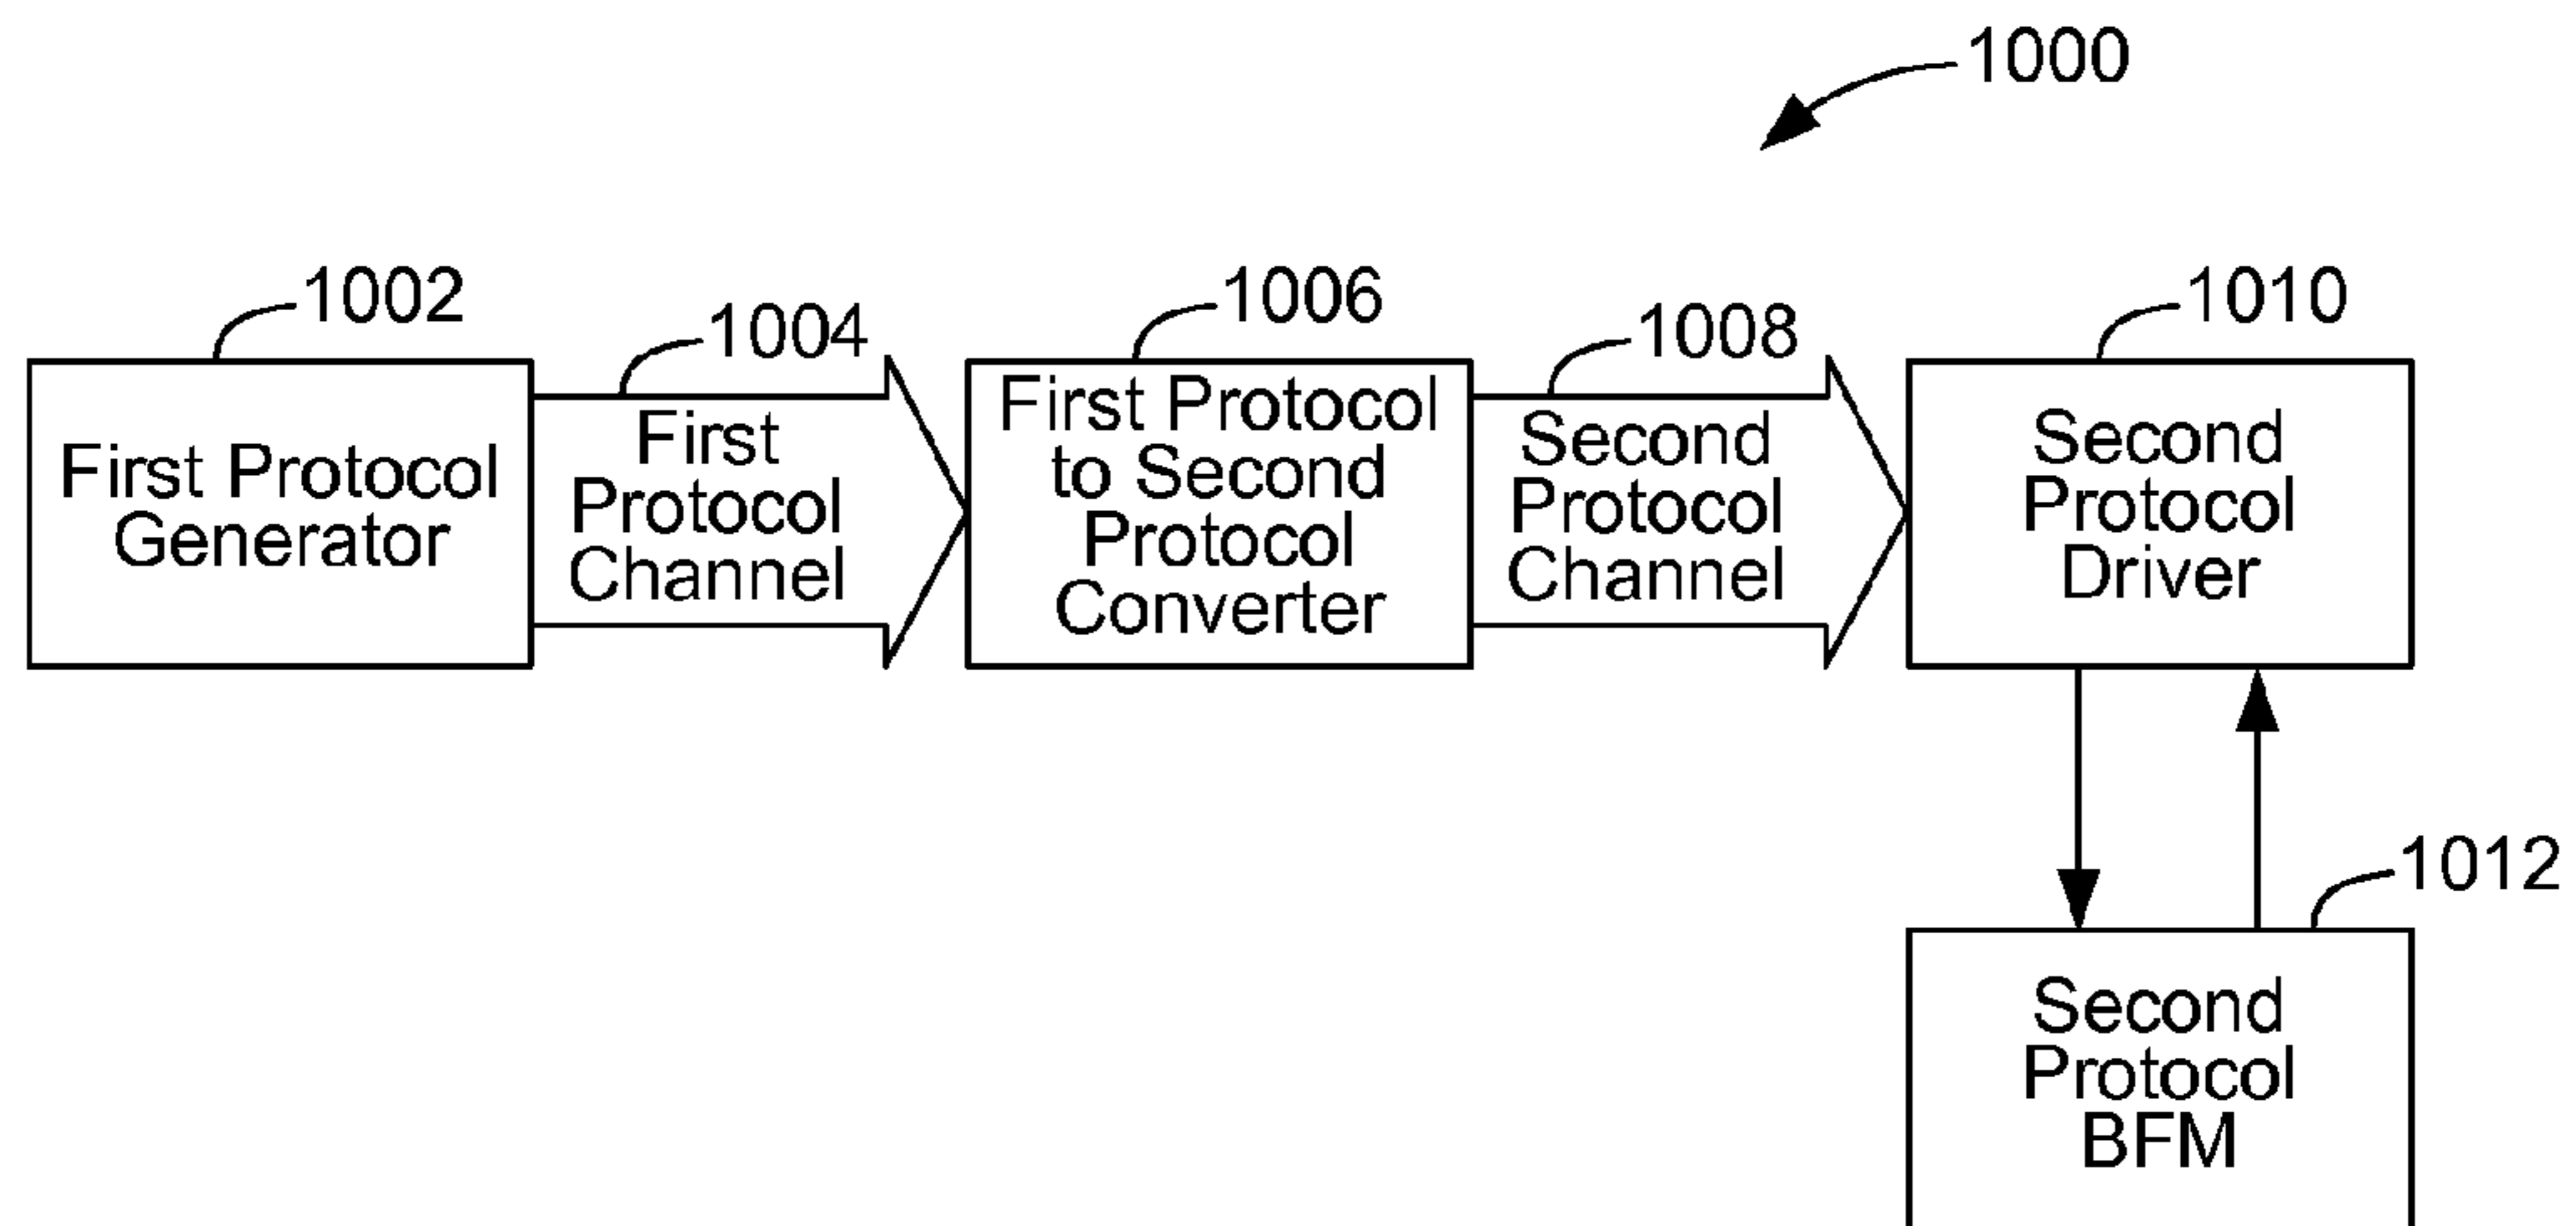 1000
1002
1004
1006
1008
1010
First Protocol
Generator
First
Protocol
Channel
First Protocol
to Second
Protocol
Converter
Second
Protocol
Channel
Second
Protocol
Driver
1012
Second
Protocol
BFM